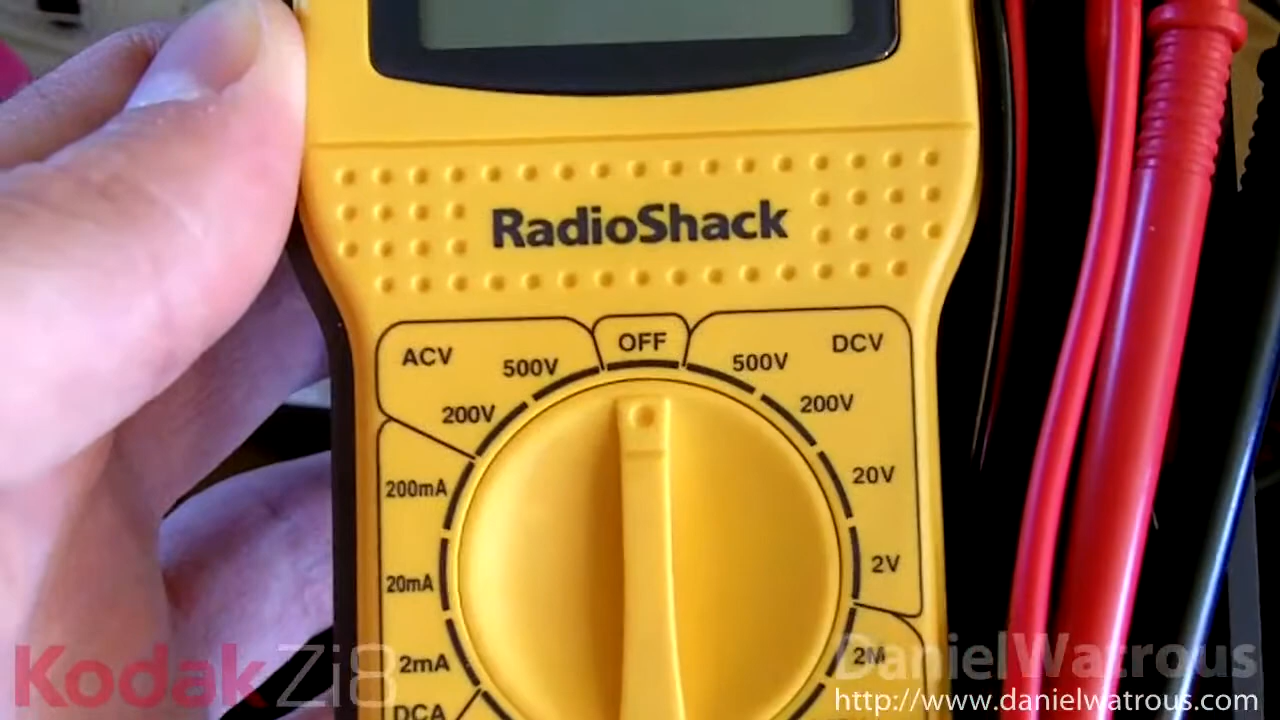 RadioShack
OFF
ACV
500V
200V
DCV
500V
200V
20V
2V
200mA
20mA
2mA
DCA
2M
Kodak Zi8
DanielWatrous
http://www.danielwatrous.com